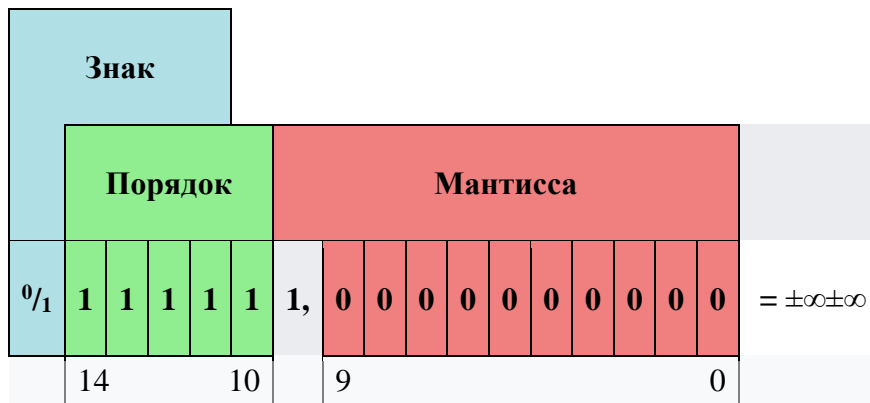 Знак
Порядок Мантисса
0/1 1 1 1 1 1 1, 0 0 0 0 0 0 0 0 0 0 = ±∞±∞
14 10 9 0